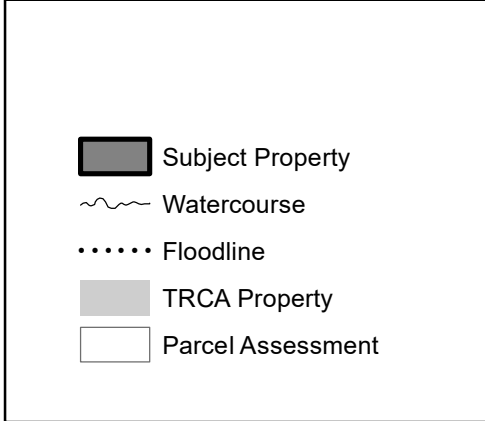 Subject Property
Watercourse
Floodline
TRCA Property
Parcel Assessment